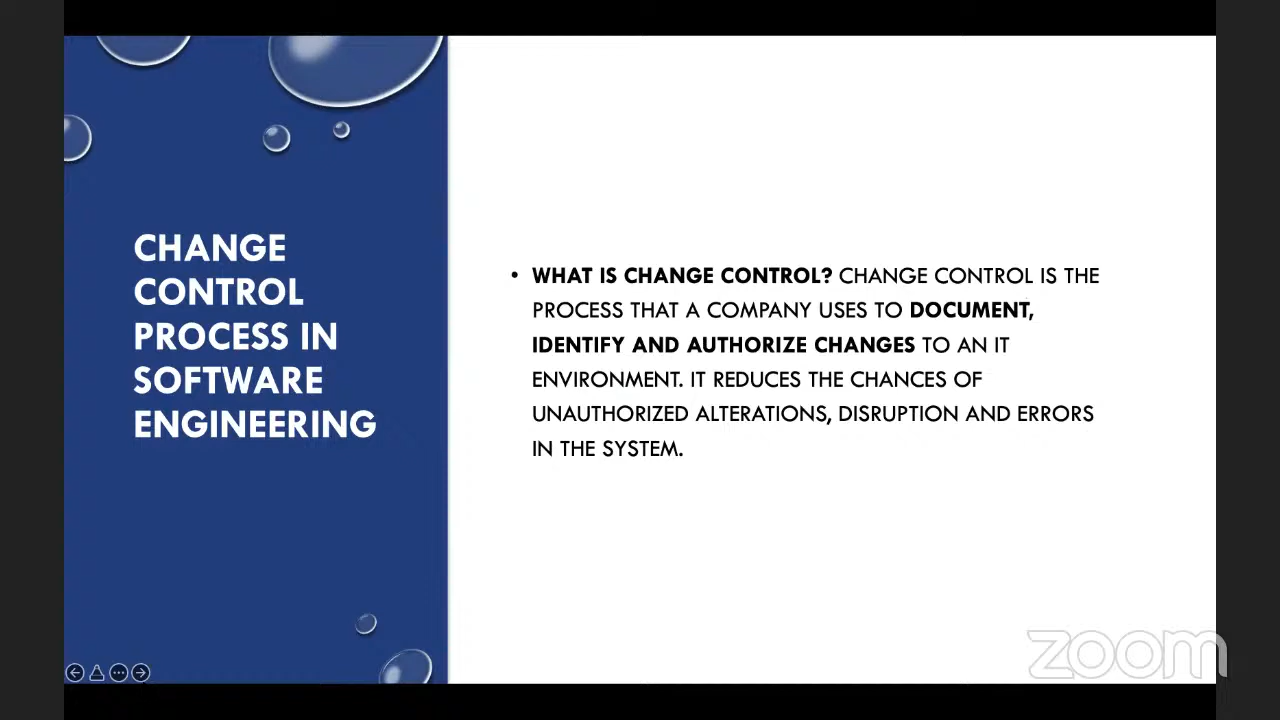 CHANGE
CONTROL
PROCESS IN
SOFTWARE
ENGINEERING
• WHAT IS CHANGE CONTROL? CHANGE CONTROL IS THE
PROCESS THAT A COMPANY USES TO DOCUMENT,
IDENTIFY AND AUTHORIZE CHANGES TO AN IT
ENVIRONMENT. IT REDUCES THE CHANCES OF
UNAUTHORIZED ALTERATIONS, DISRUPTION AND ERRORS
IN THE SYSTEM.
zoom